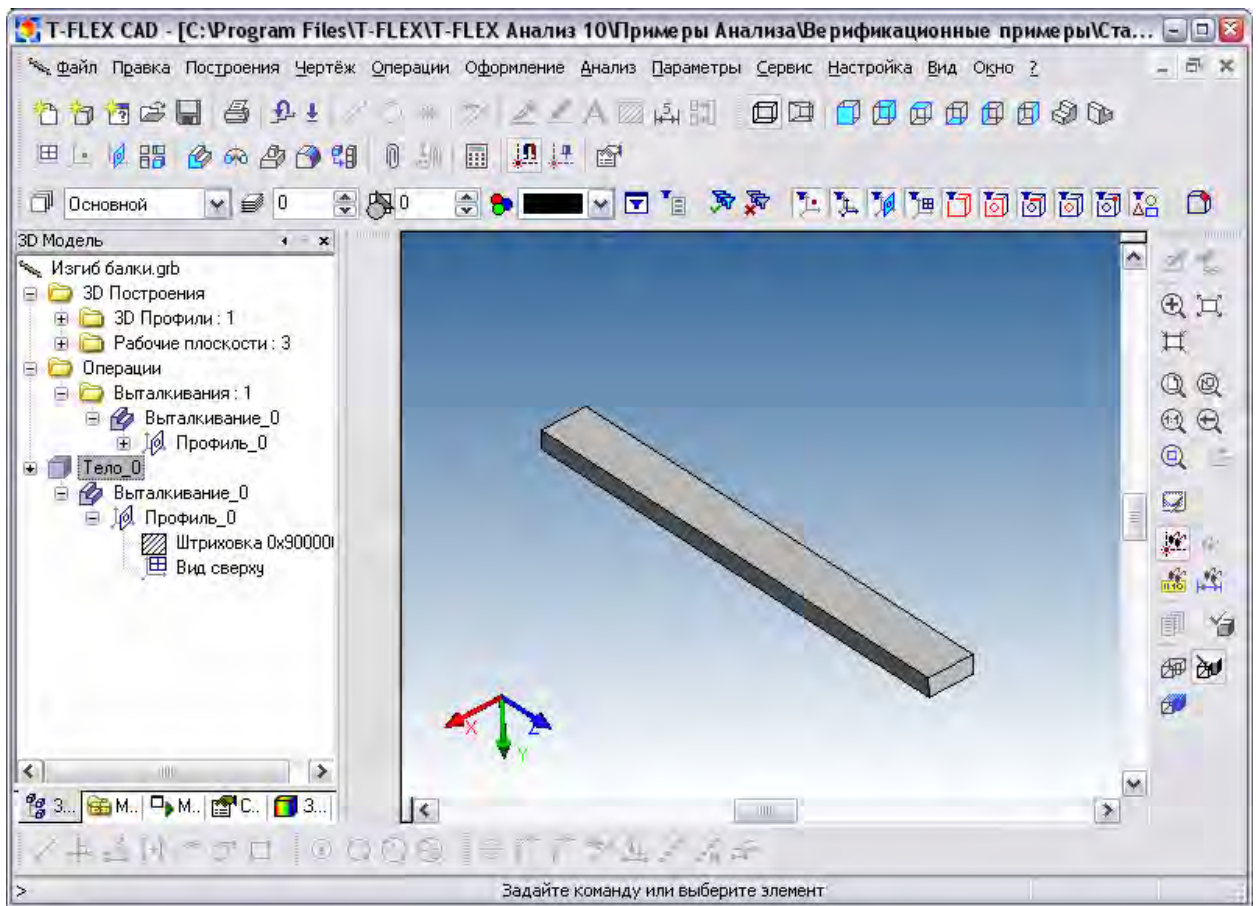 T-FLEX CAD - [C:\Program Files\T-FLEX\T-FLEX Анализ 10\Примеры Анализа\Верификационные примеры\Ста...
Файл Правка Построения Чертёж Операции Оформление Анализ Параметры Сервис Настройка Вид Окно ?
Основной 0 0
3D Модель
Изгиб балки.grb
3D Построения
3D Профили : 1
Рабочие плоскости : 3
Операции
Выталкивания : 1
Выталкивание_0
Профиль_0
Тело_0
Выталкивание_0
Профиль_0
Штриховка 0x900000
Вид сверху
X Y Z
З... М.. М.. С.. З...
> Задайте команду или выберите элемент